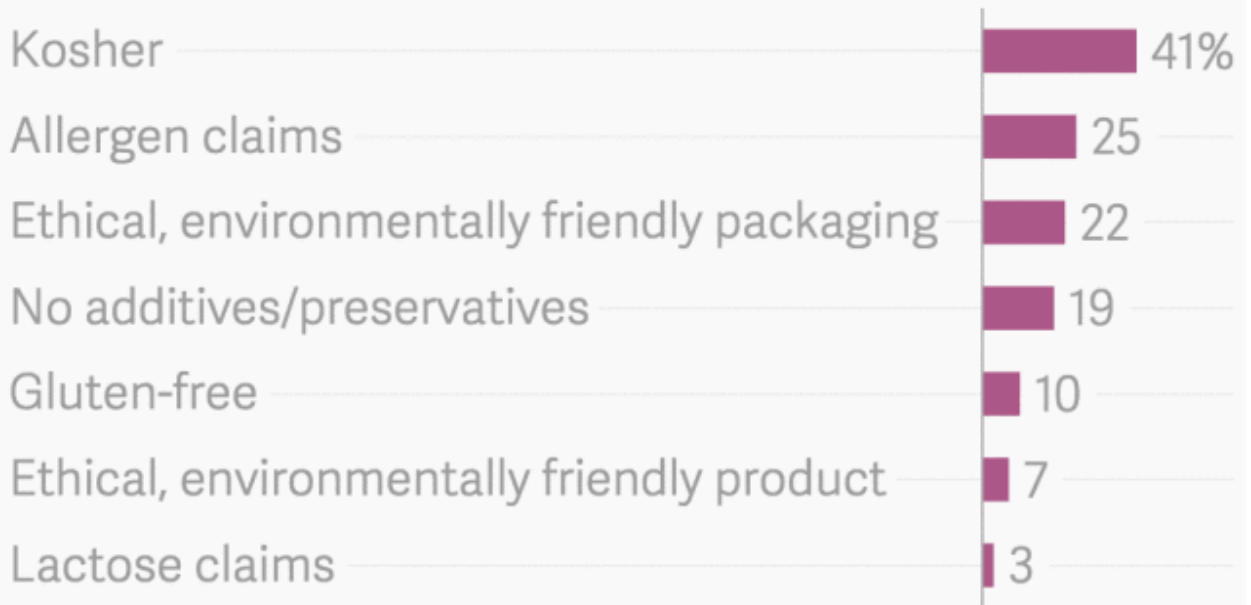 Kosher 41%
Allergen claims 25
Ethical, environmentally friendly packaging 22
No additives/preservatives 19
Gluten-free 10
Ethical, environmentally friendly product 7
Lactose claims 3